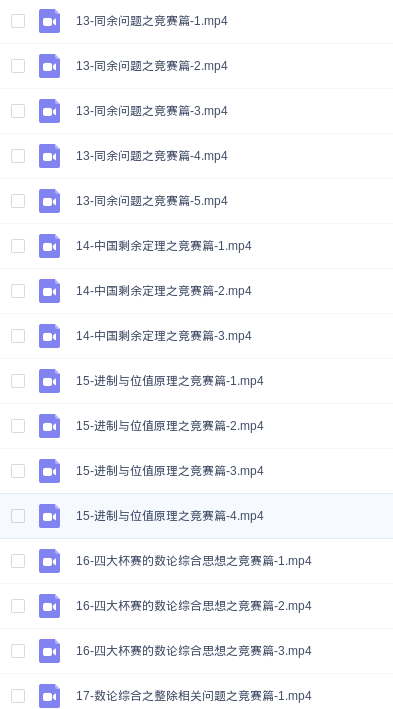 13-同余问题之竞赛篇-1.mp4
13-同余问题之竞赛篇-2.mp4
13-同余问题之竞赛篇-3.mp4
13-同余问题之竞赛篇-4.mp4
13-同余问题之竞赛篇-5.mp4
14-中国剩余定理之竞赛篇-1.mp4
14-中国剩余定理之竞赛篇-2.mp4
14-中国剩余定理之竞赛篇-3.mp4
15-进制与位值原理之竞赛篇-1.mp4
15-进制与位值原理之竞赛篇-2.mp4
15-进制与位值原理之竞赛篇-3.mp4
15-进制与位值原理之竞赛篇-4.mp4
16-四大杯赛的数论综合思想之竞赛篇-1.mp4
16-四大杯赛的数论综合思想之竞赛篇-2.mp4
16-四大杯赛的数论综合思想之竞赛篇-3.mp4
17-数论综合之整除相关问题之竞赛篇-1.mp4